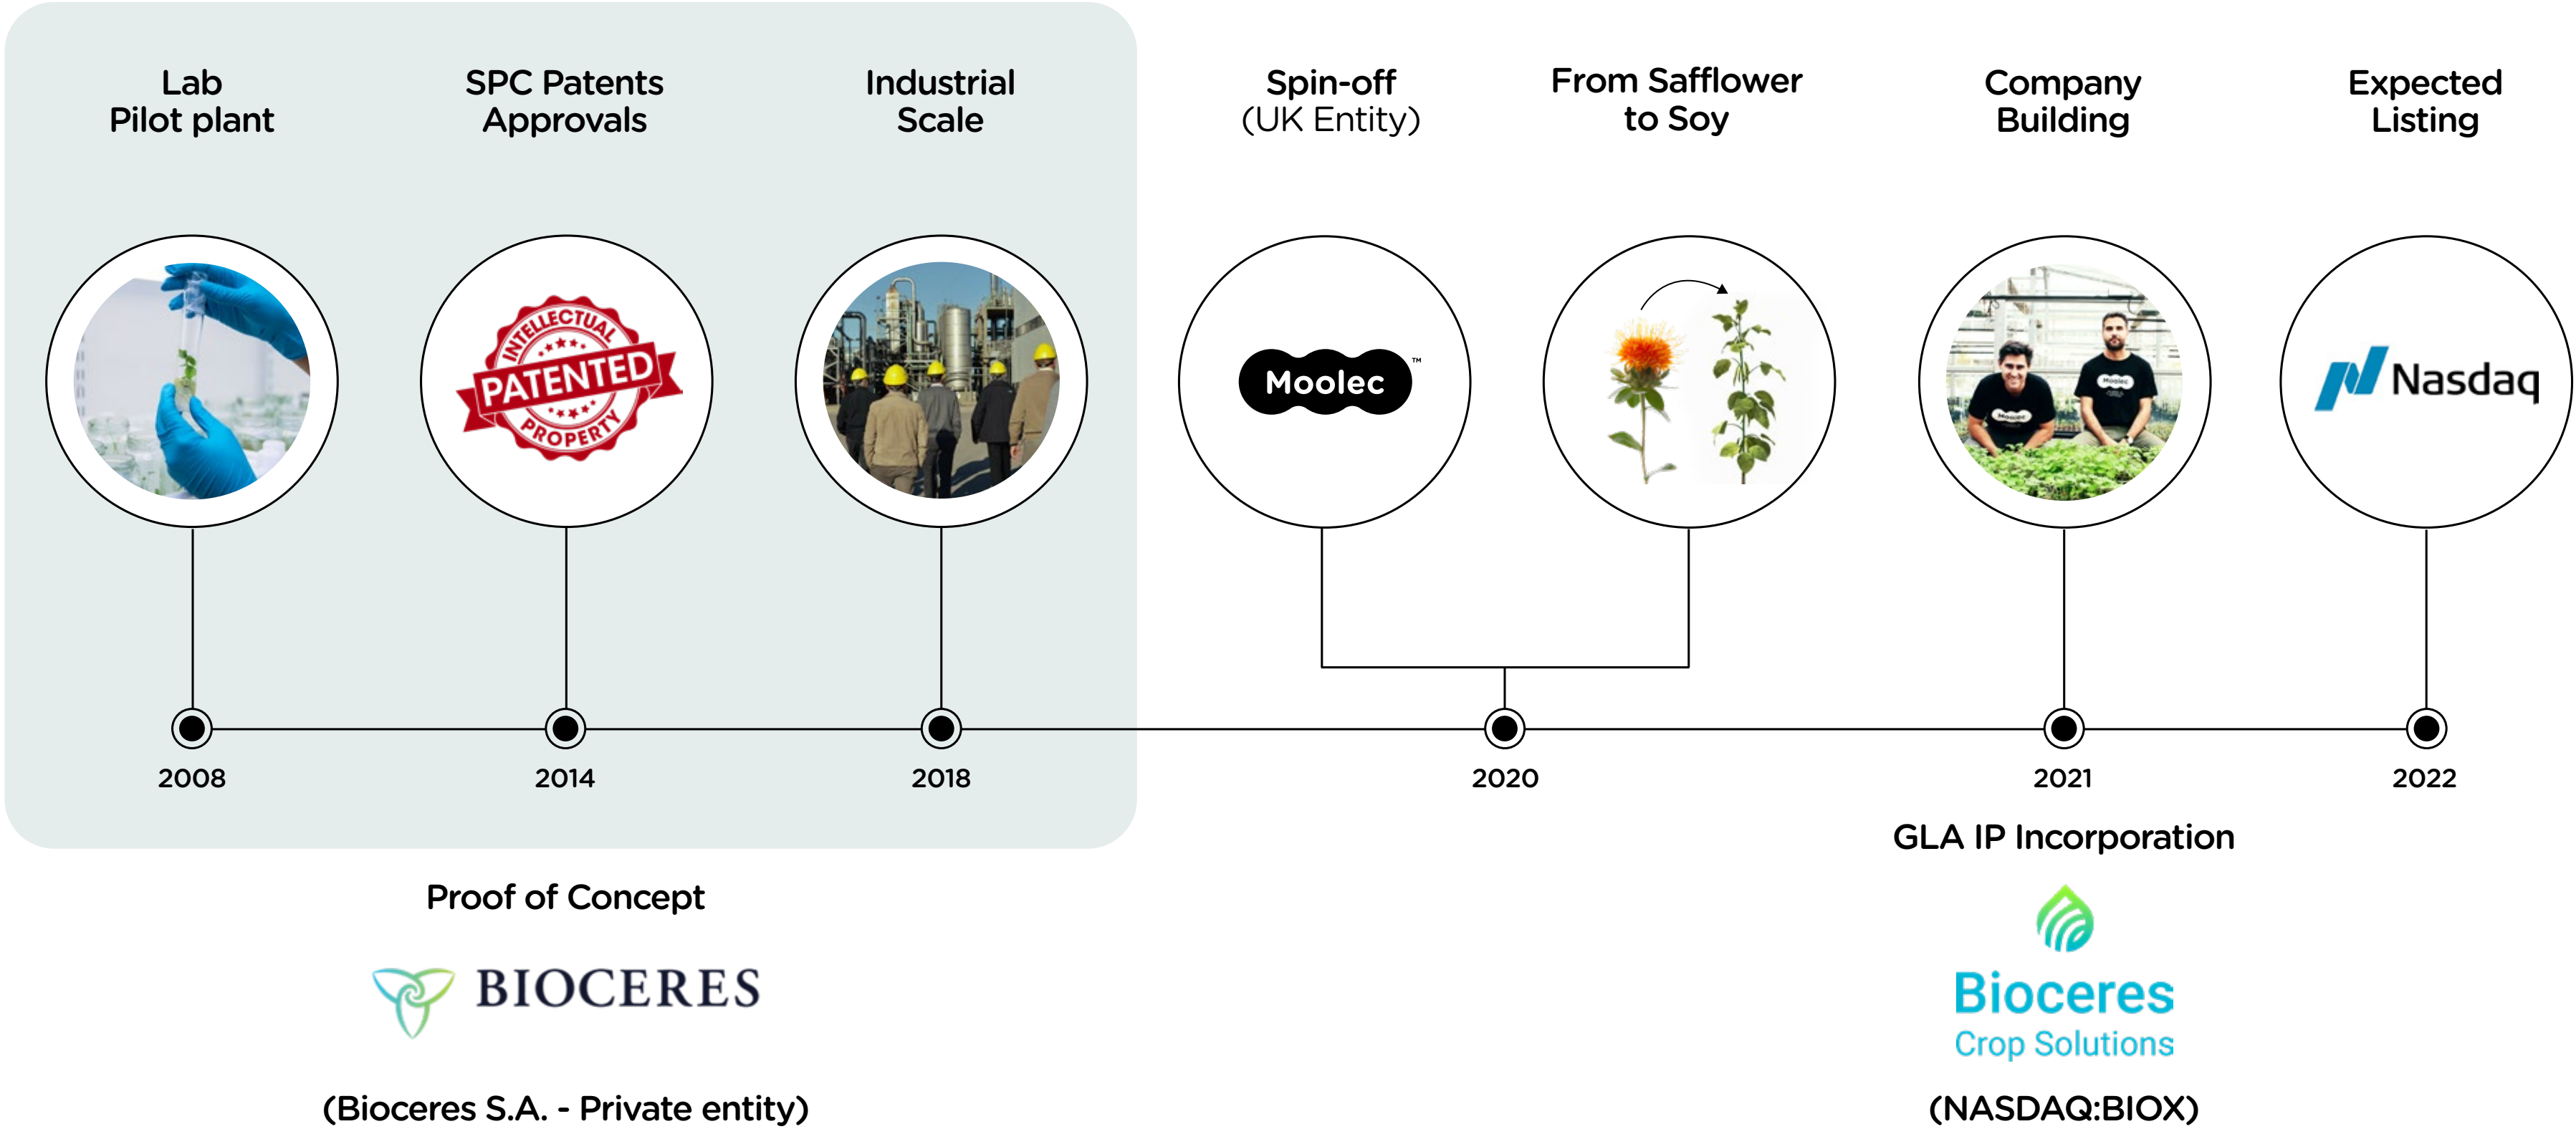 Lab
Pilot plant
SPC Patents
Approvals
Industrial
Scale
Spin-off
(UK Entity)
From Safflower
to Soy
Company
Building
Expected
Listing
INTELLECTUAL
PATENTED
PROPERTY
Moolec™
Moolec
Moolec
Nasdaq
2008
2014
2018
2020
2021
2022
GLA IP Incorporation
Proof of Concept
BIOCERES
Bioceres
Crop Solutions
(Bioceres S.A. - Private entity)
(NASDAQ:BIOX)